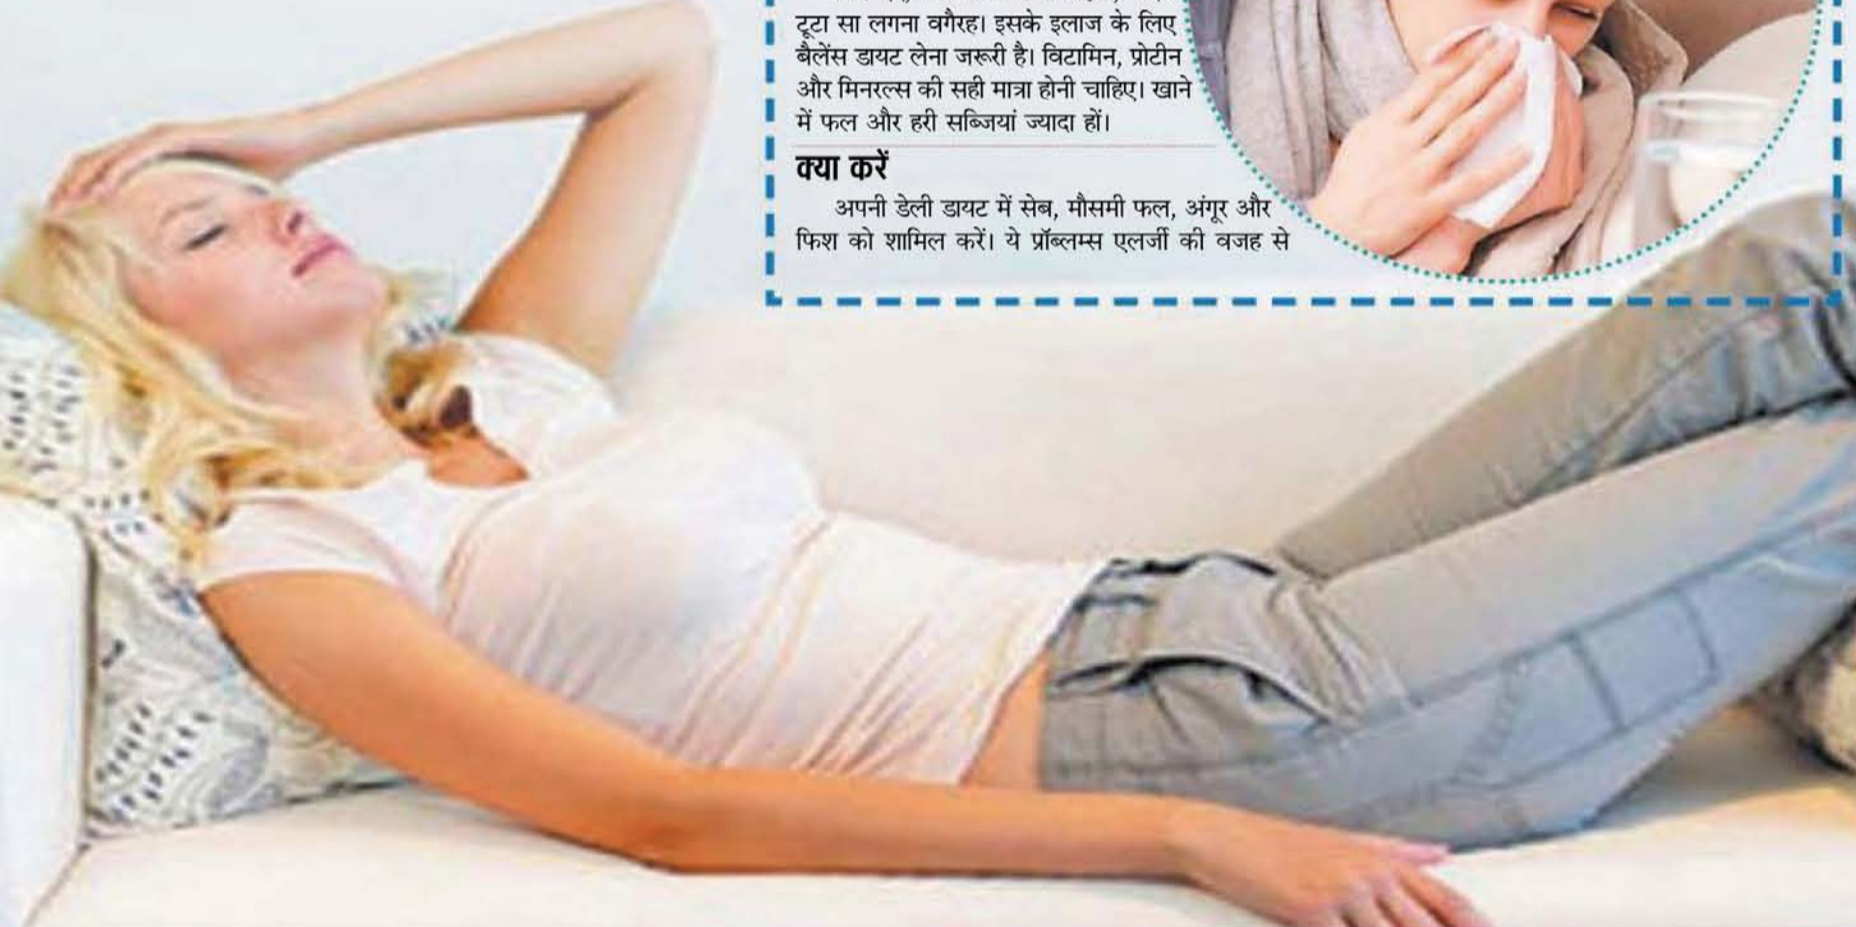 टूटा सा लगना वगैरह। इसके इलाज के लिए
बैलेंस डायट लेना जरूरी है। विटामिन, प्रोटीन
और मिनरल्स की सही मात्रा होनी चाहिए। खाने
में फल और हरी सब्जियां ज्यादा हों।
क्या करें
अपनी डेली डायट में सेब, मौसमी फल, अंगूर और
फिश को शामिल करें। ये प्रॉब्लम्स एलर्जी की वजह से